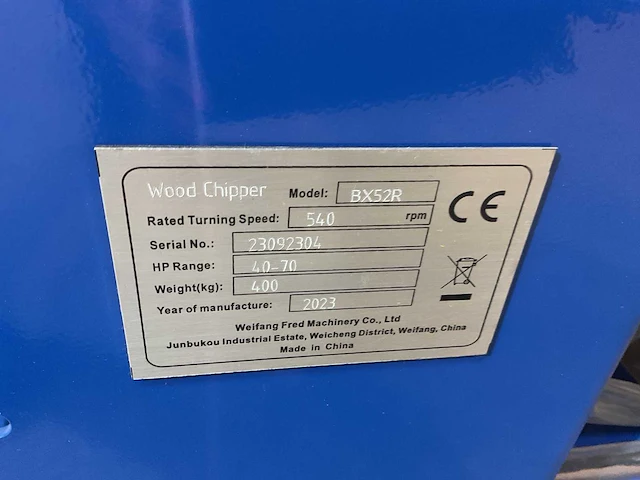 Wood Chipper Model: BX52R
Rated Turning Speed: 540 rpm
Serial No.: 23092304
HP Range: 40-70
Weight(kg): 400
Year of manufacture: 2023
Weifang Fred Machinery Co., Ltd
Junbukou Industrial Estate, Weicheng District, Weifang, China
Made in China
CE